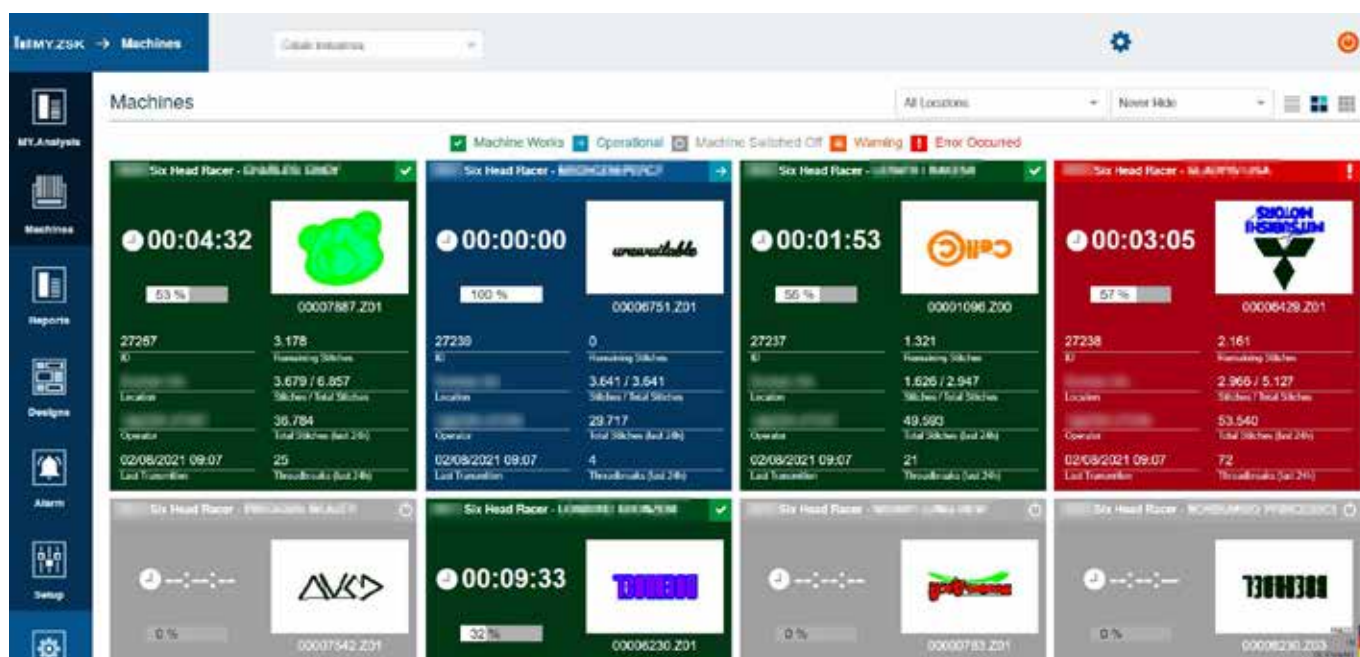 MY.ZSK → Machines
Machines
All Locations
Never Hide
Machine Works Operational Machine Switched Off Warning Error Occurred
MY.Analysis
Machines
Reports
Designs
Alarm
Setup
Six Head Racer -
00:04:32
53 %
00007887.Z01
27267
3.178
ID
Remaining Stitches
3.679 / 6.857
Location
Stitches / Total Stitches
36.784
Operator
Total Stitches (last 24h)
02/08/2021 09:07
25
Last Transmition
Threadbreaks (last 24h)
Six Head Racer -
00:00:00
unavailable
100 %
00006751.Z01
27239
0
ID
Remaining Stitches
3.641 / 3.641
Location
Stitches / Total Stitches
29.717
Operator
Total Stitches (last 24h)
02/08/2021 09:07
4
Last Transmition
Threadbreaks (last 24h)
Six Head Racer -
00:01:53
Cell C
55 %
00001096.Z00
27237
1.321
ID
Remaining Stitches
1.626 / 2.947
Location
Stitches / Total Stitches
49.593
Operator
Total Stitches (last 24h)
02/08/2021 09:07
21
Last Transmition
Threadbreaks (last 24h)
Six Head Racer -
00:03:05
MITSUBISHI
MOTORS
57 %
00006429.Z01
27238
2.161
ID
Remaining Stitches
2.966 / 5.127
Location
Stitches / Total Stitches
53.540
Operator
Total Stitches (last 24h)
02/08/2021 09:07
72
Last Transmition
Threadbreaks (last 24h)
Six Head Racer -
--:--:--
0 %
00007542.Z01
Six Head Racer -
00:09:33
32 %
00006230.Z01
Six Head Racer -
--:--:--
0 %
00000783.Z01
Six Head Racer -
--:--:--
0 %
00006230.Z03